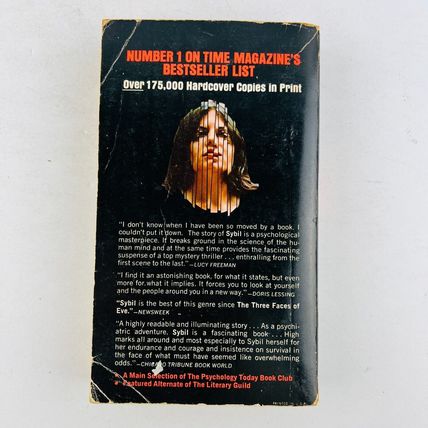 NUMBER 1 ON TIME MAGAZINE'S
BESTSELLER LIST
Over 175,000 Hardcover Copies in Print
"I don't know when I have been so moved by a book. I
couldn't put it down. The story of Sybil is a psychological
masterpiece. If breaks ground in the science of the hu-
man mind and at the same time provides the fascinating
suspense of a top mystery thriller . . . enthralling from the
first scene to the last." —LUCY FREEMAN
"I find it an astonishing book, for what it states, but even
more for what it implies. It forces you to look at yourself
and the people around you in a new way." —DORIS LESSING
"Sybil is the best of this genre since The Three Faces of
Eve." —NEWSWEEK
"A highly readable and illuminating story . . . As a psychi-
atric adventure, Sybil is a fascinating book . . . High
marks all around and most especially to Sybil herself for
her endurance and courage and insistence on survival in
the face of what must have seemed like overwhelming
odds." —CHICAGO TRIBUNE BOOK WORLD
* A Main Selection of The Psychology Today Book Club
* Featured Alternate of The Literary Guild
PRINTED IN U.S.A.